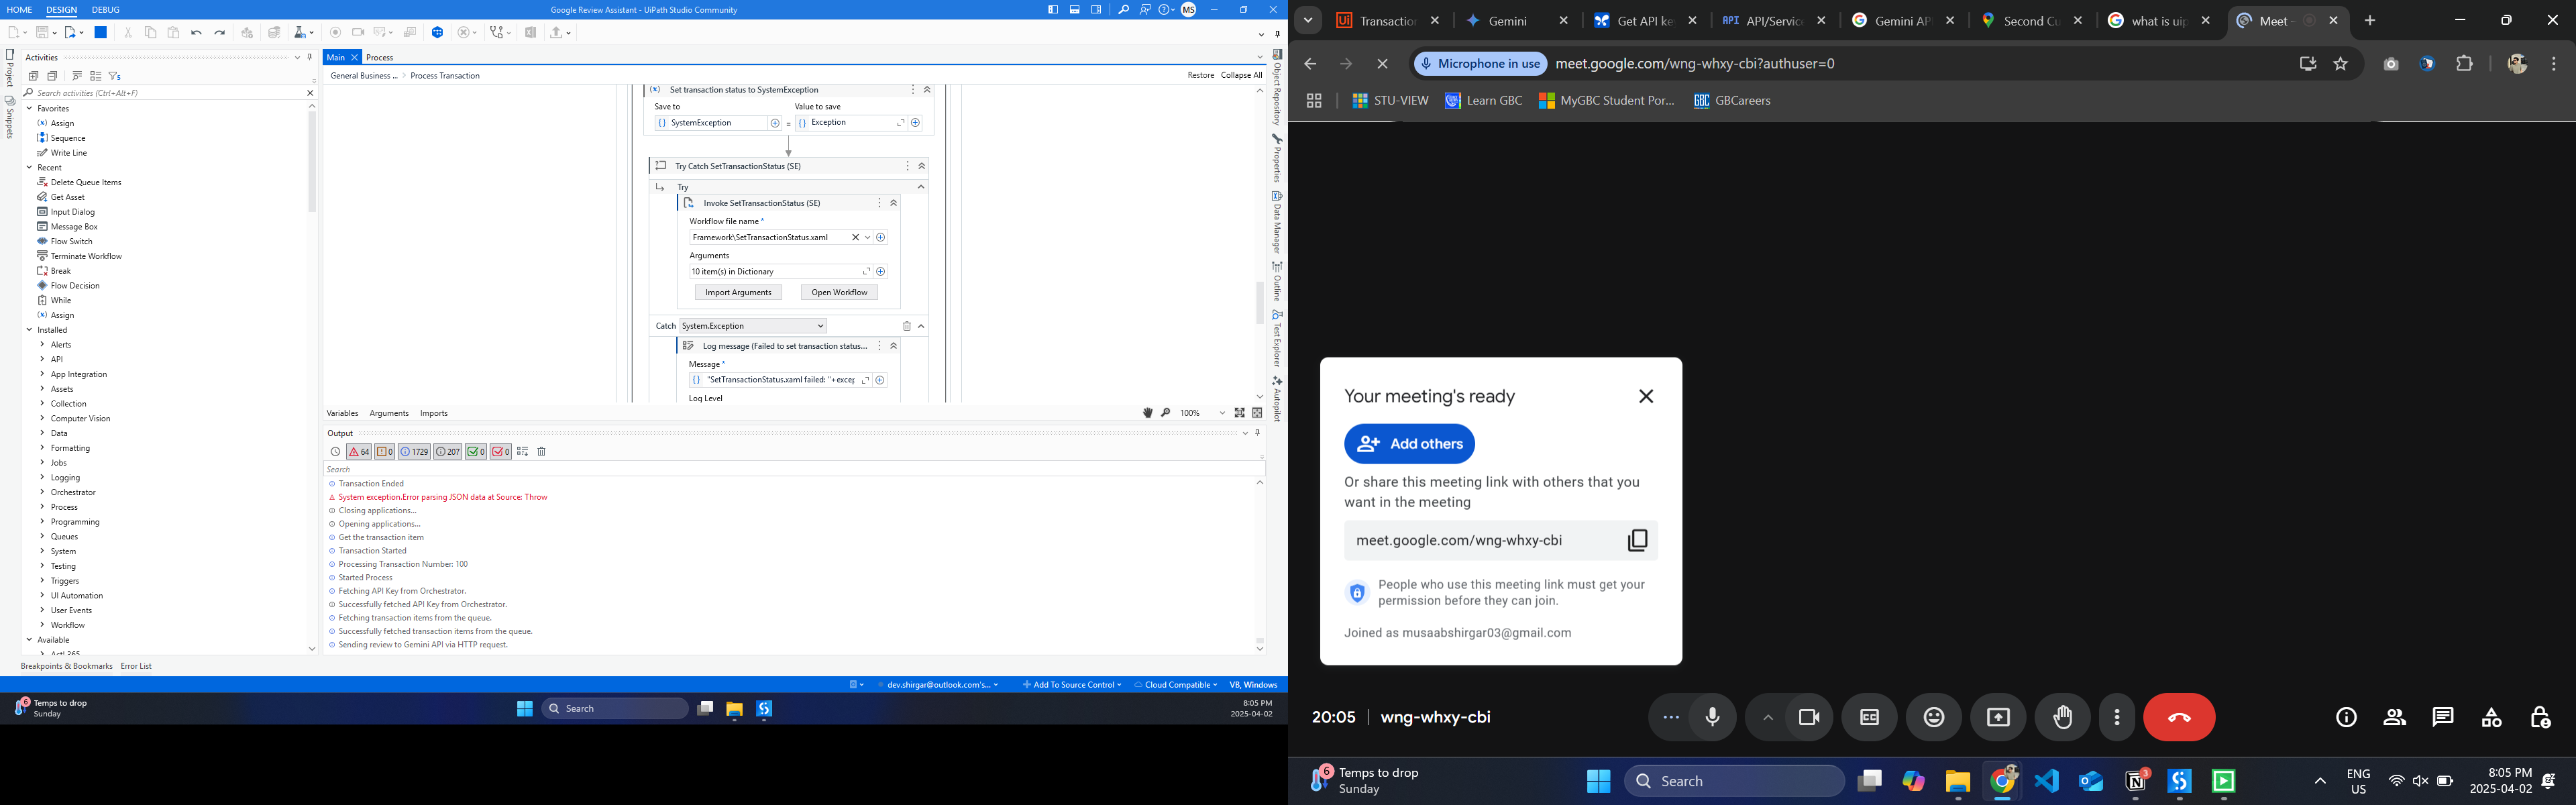 HOME DESIGN DEBUG
Google Review Assistant - UiPath Studio Community
MS
Activities
Search activities (Ctrl+Alt+F)
Favorites
Assign
Sequence
Write Line
Recent
Delete Queue Items
Get Asset
Input Dialog
Message Box
Flow Switch
Terminate Workflow
Break
Flow Decision
While
Assign
Installed
Alerts
API
App Integration
Assets
Collection
Computer Vision
Data
Formatting
Jobs
Logging
Orchestrator
Process
Programming
Queues
System
Testing
Triggers
UI Automation
User Events
Workflow
Available
Breakpoints & Bookmarks Error List
Project
Snippets
Main Process
General Business ... > Process Transaction
Restore Collapse All
Set transaction status to SystemException
Save to Value to save
SystemException = Exception
Try Catch SetTransactionStatus (SE)
Try
Invoke SetTransactionStatus (SE)
Workflow file name *
Framework\SetTransactionStatus.xaml
Arguments
10 item(s) in Dictionary
Import Arguments Open Workflow
Catch System.Exception
Log message (Failed to set transaction status...
Message *
"SetTransactionStatus.xaml failed: "+excep
Log Level
Variables Arguments Imports
100%
Output
64 0 1729 207 0 0
Search
Transaction Ended
System exception.Error parsing JSON data at Source: Throw
Closing applications...
Opening applications...
Get the transaction item
Transaction Started
Processing Transaction Number: 100
Started Process
Fetching API Key from Orchestrator.
Successfully fetched API Key from Orchestrator.
Fetching transaction items from the queue.
Successfully fetched transaction items from the queue.
Sending review to Gemini API via HTTP request.
Object Repository
Properties
Data Manager
Outline
Test Explorer
Autopilot
dev.shirgar@outlook.com's...
Add To Source Control
Cloud Compatible
VB, Windows
6
Temps to drop
Sunday
Search
8:05 PM
2025-04-02
Transaction
Gemini
Get API ke
API/Service
Gemini AP
Second Cu
what is uip
Meet -
Microphone in use
meet.google.com/wng-whxy-cbi?authuser=0
STU-VIEW
Learn GBC
MyGBC Student Por...
GBC GBCareers
Your meeting's ready
Add others
Or share this meeting link with others that you
want in the meeting
meet.google.com/wng-whxy-cbi
People who use this meeting link must get your
permission before they can join.
Joined as musaabshirgar03@gmail.com
20:05 | wng-whxy-cbi
6
Temps to drop
Sunday
Search
3
ENG
US
8:05 PM
2025-04-02